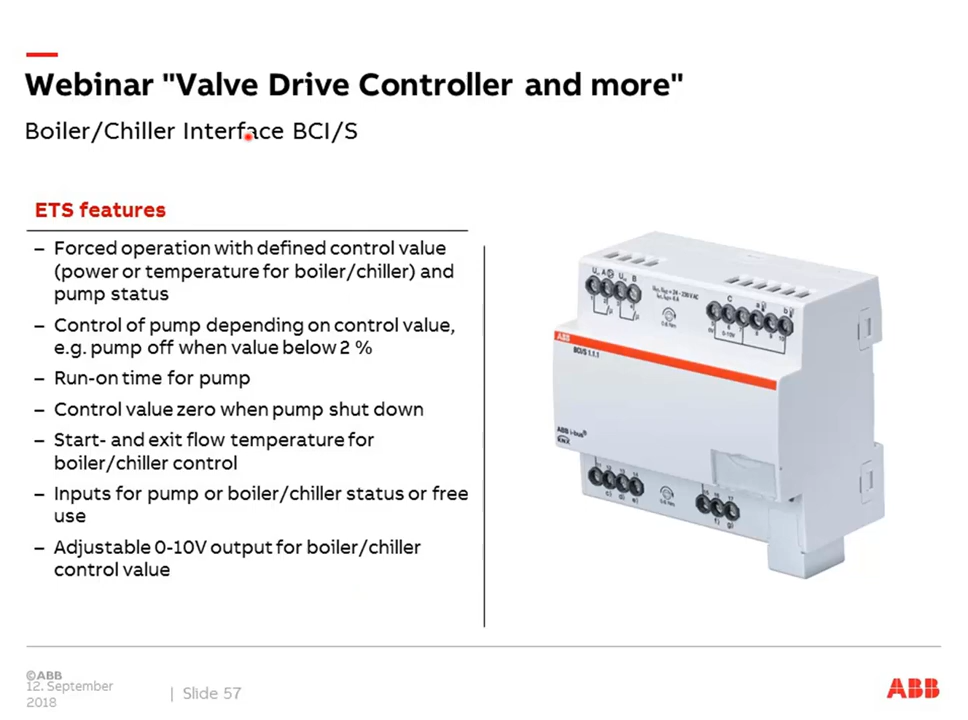 Webinar "Valve Drive Controller and more"
Boiler/Chiller Interface BCI/S
ETS features
– Forced operation with defined control value
(power or temperature for boiler/chiller) and
pump status
– Control of pump depending on control value,
e.g. pump off when value below 2 %
– Run-on time for pump
– Control value zero when pump shut down
– Start- and exit flow temperature for
boiler/chiller control
– Inputs for pump or boiler/chiller status or free
use
– Adjustable 0-10V output for boiler/chiller
control value
ABB
BCI/S 1.1.1
ABB i-bus®
KNX
©ABB
12. September
2018
| Slide 57
ABB